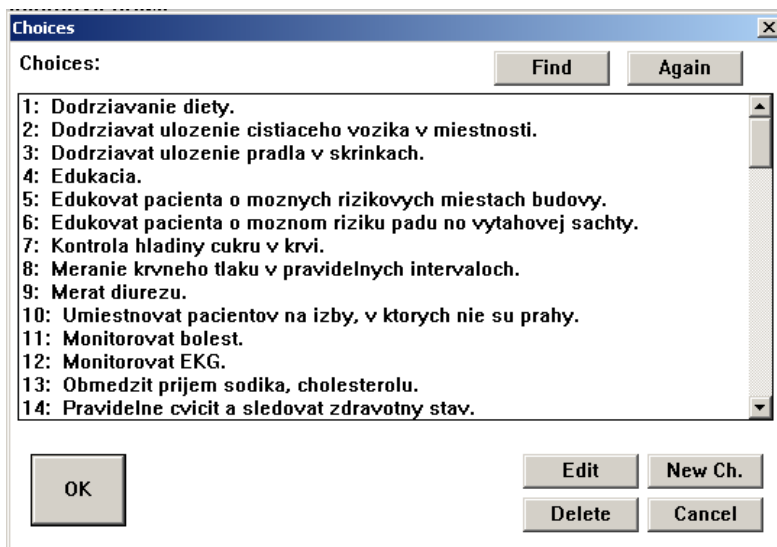 Choices
Choices:
Find
Again
1: Dodrziavanie diety.
2: Dodrziavat ulozenie cistiaceho vozika v miestnosti.
3: Dodrziavat ulozenie pradla v skrinkach.
4: Edukacia.
5: Edukovat pacienta o moznych rizikovych miestach budovy.
6: Edukovat pacienta o moznom riziku padu no vytahovej sachty.
7: Kontrola hladiny cukru v krvi.
8: Meranie krvneho tlaku v pravidelnych intervaloch.
9: Merat diurezu.
10: Umiestnovat pacientov na izby, v ktorych nie su prahy.
11: Monitorovat bolest.
12: Monitorovat EKG.
13: Obmedzit prijem sodika, cholesterolu.
14: Pravidelne cvicit a sledovat zdravotny stav.
OK
Edit
New Ch.
Delete
Cancel